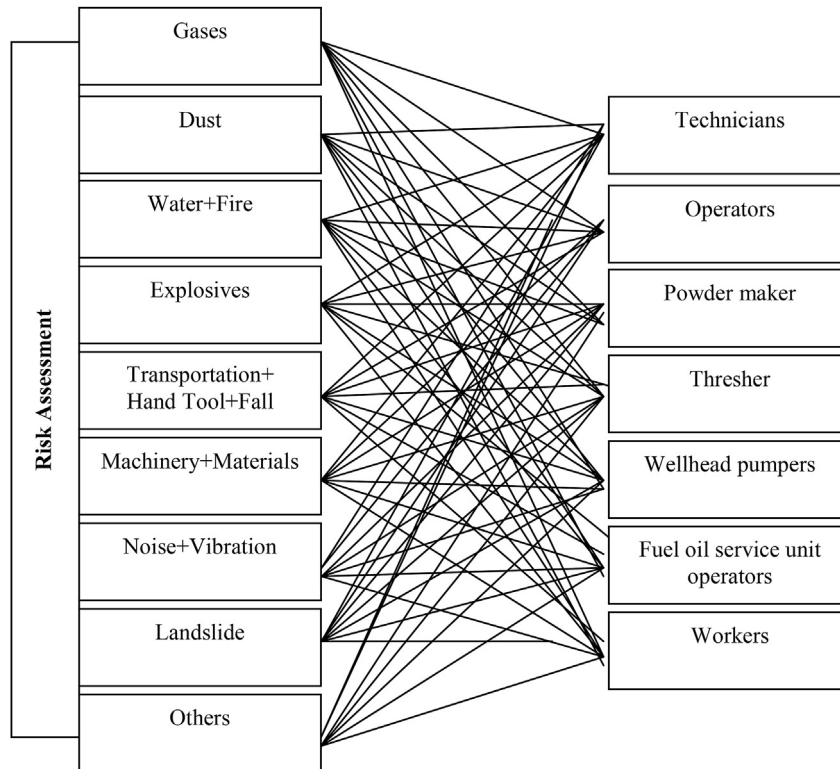 Risk Assessment
Gases
Dust
Water+Fire
Explosives
Transportation+
Hand Tool+Fall
Machinery+Materials
Noise+Vibration
Landslide
Others
Technicians
Operators
Powder maker
Thresher
Wellhead pumpers
Fuel oil service unit
operators
Workers